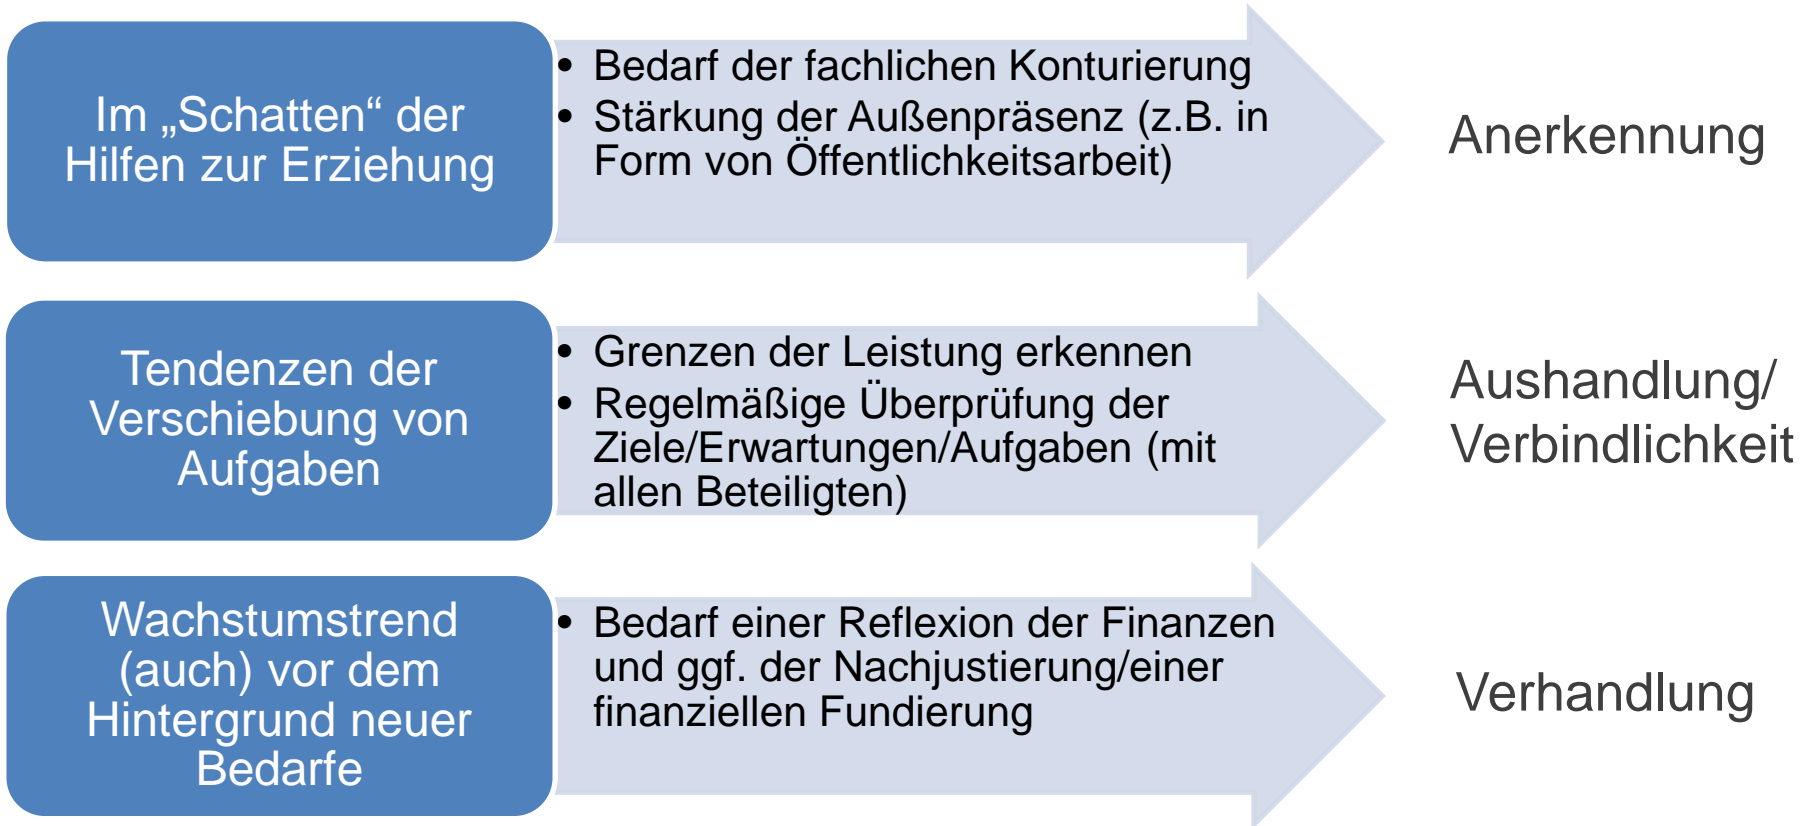 Im „Schatten“ der
Hilfen zur Erziehung
• Bedarf der fachlichen Konturierung
• Stärkung der Außenpräsenz (z.B. in
Form von Öffentlichkeitsarbeit)
Anerkennung
Tendenzen der
Verschiebung von
Aufgaben
• Grenzen der Leistung erkennen
• Regelmäßige Überprüfung der
Ziele/Erwartungen/Aufgaben (mit
allen Beteiligten)
Aushandlung/
Verbindlichkeit
Wachstumstrend
(auch) vor dem
Hintergrund neuer
Bedarfe
• Bedarf einer Reflexion der Finanzen
und ggf. der Nachjustierung/einer
finanziellen Fundierung
Verhandlung